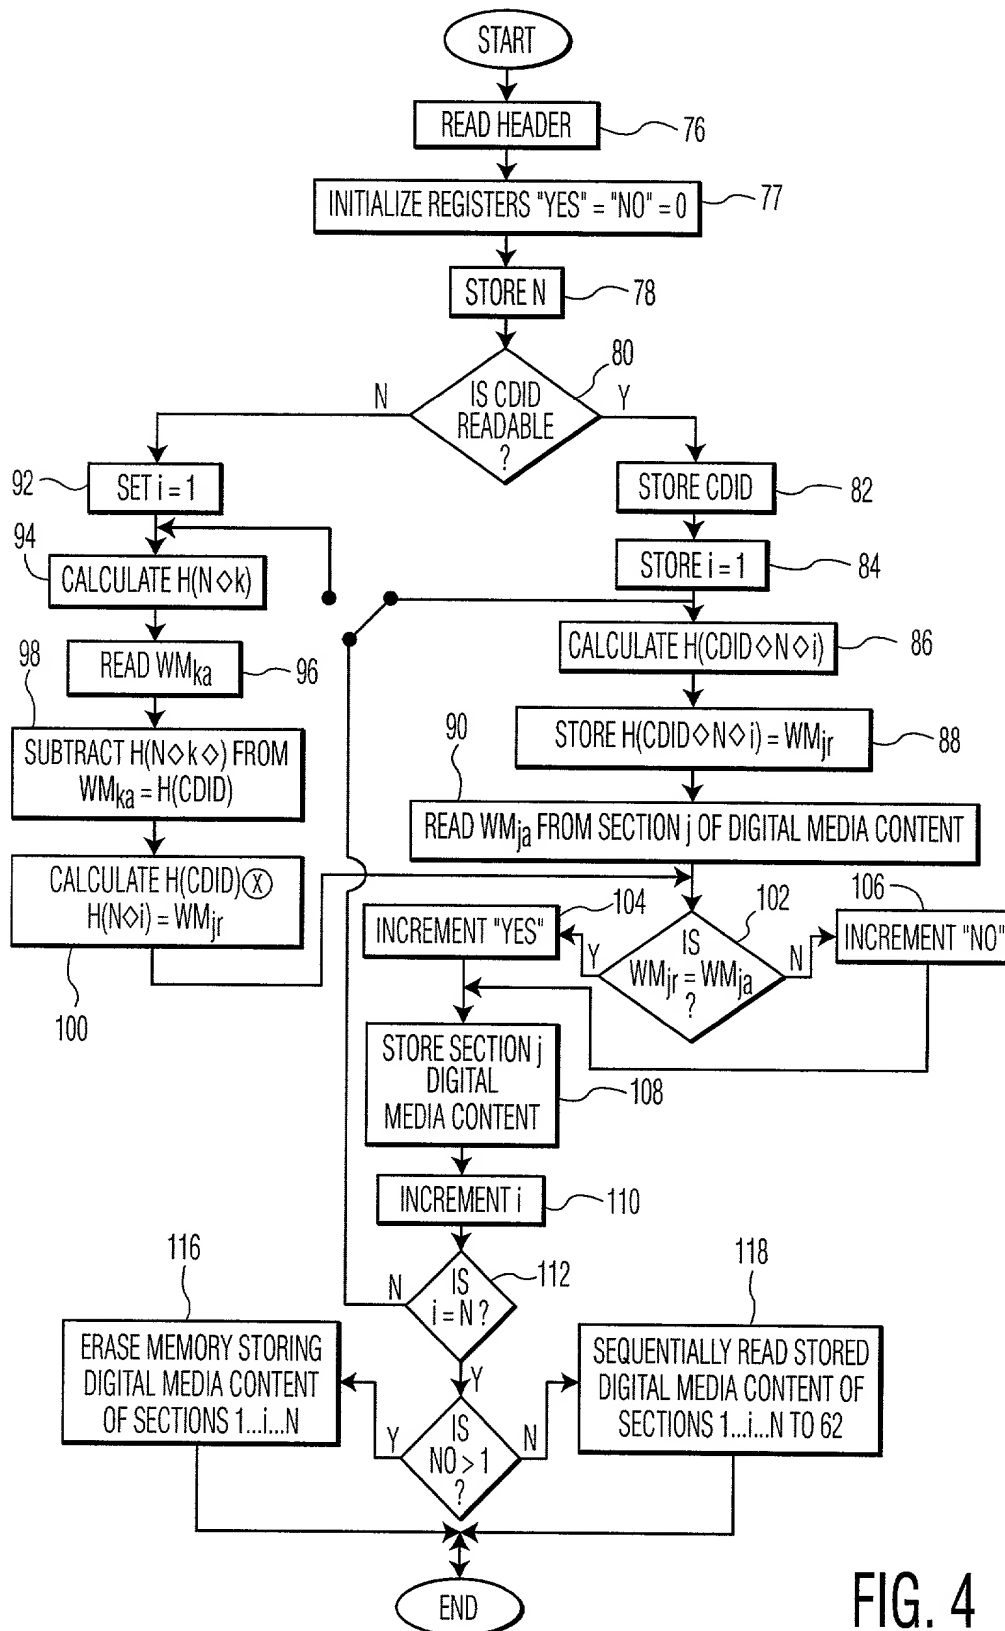 START
READ HEADER
76
INITIALIZE REGISTERS "YES" = "NO" = 0
77
STORE N
78
80
N
IS CDID
READABLE
?
Y
92
SET i = 1
STORE CDID
82
94
STORE i = 1
84
CALCULATE H(N◇k)
CALCULATE H(CDID◇N◇i)
86
98
READ WMka
96
90
STORE H(CDID◇N◇i) = WMjr
88
SUBTRACT H(N◇k◇) FROM
WMka = H(CDID)
READ WMja FROM SECTION j OF DIGITAL MEDIA CONTENT
CALCULATE H(CDID)Ⓧ
H(N◇i) = WMjr
100
104
102
106
INCREMENT "YES"
Y
IS
WMjr = WMja
?
N
INCREMENT "NO"
STORE SECTION j
DIGITAL
MEDIA CONTENT
108
INCREMENT i
110
116
N
IS
i = N ?
112
118
Y
ERASE MEMORY STORING
DIGITAL MEDIA CONTENT
OF SECTIONS 1...i...N
SEQUENTIALLY READ STORED
DIGITAL MEDIA CONTENT OF
SECTIONS 1...i...N TO 62
Y
IS
NO > 1
?
N
END
FIG. 4